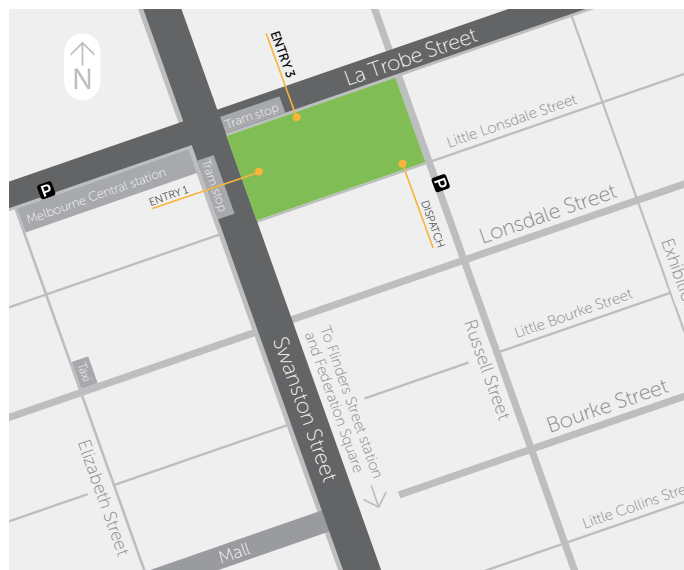 N
ENTRY 3
La Trobe Street
Tram stop
Little Lonsdale Street
P
Melbourne Central station
ENTRY 1
Tram stop
P
DISPATCH
Lonsdale Street
Little Bourke Street
Russell Street
To Flinders Street station
and Federation Square
Swanston Street
Taxi
Elizabeth Street
Bourke Street
Little Collins Stre
Mall
Exhibitio